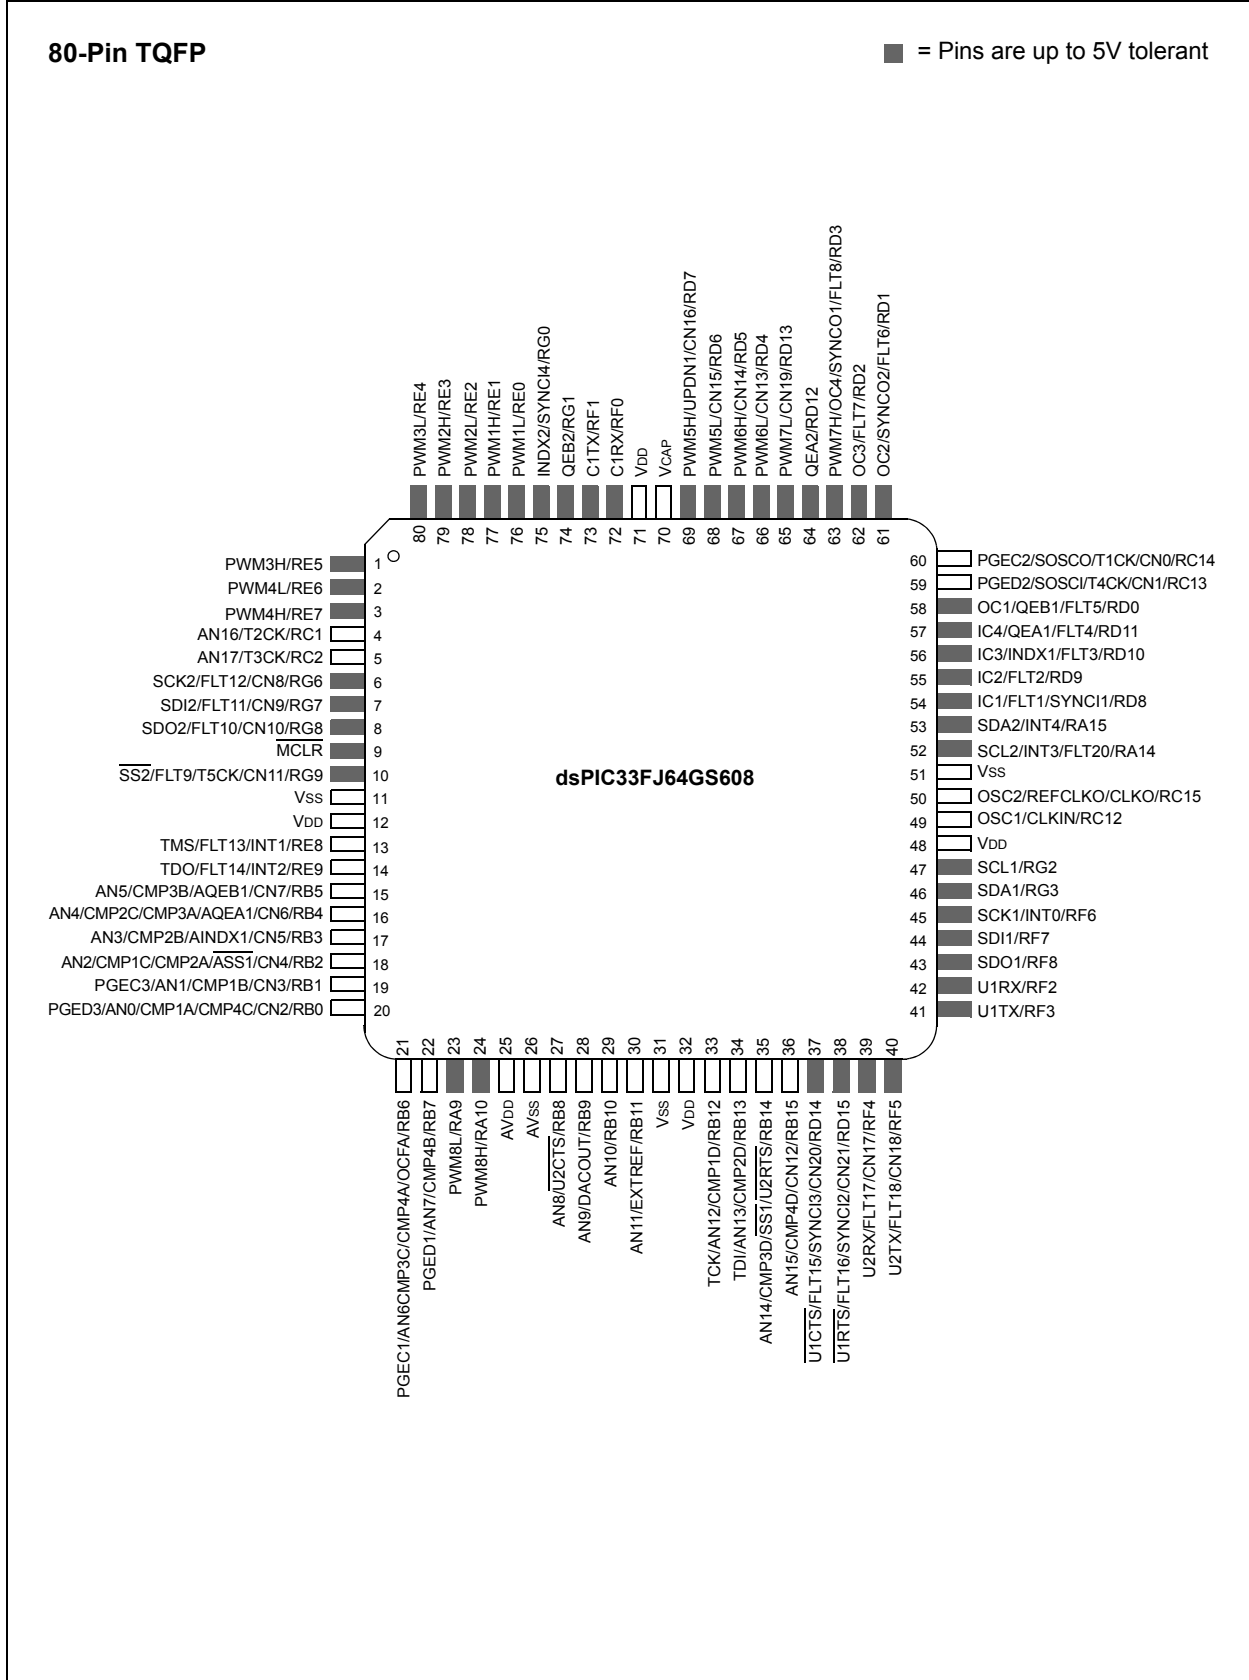 80-Pin TQFP
= Pins are up to 5V tolerant
PWM3L/RE4
PWM2H/RE3
PWM2L/RE2
PWM1H/RE1
PWM1L/RE0
INDX2/SYNCI4/RG0
QEB2/RG1
C1TX/RF1
C1RX/RF0
VDD
VCAP
PWM5H/UPDN1/CN16/RD7
PWM5L/CN15/RD6
PWM6H/CN14/RD5
PWM6L/CN13/RD4
PWM7L/CN19/RD13
QEA2/RD12
PWM7H/OC4/SYNCO1/FLT8/RD3
OC3/FLT7/RD2
OC2/SYNCO2/FLT6/RD1
80
79
78
77
76
75
74
73
72
71
70
69
68
67
66
65
64
63
62
61
PWM3H/RE5 1
PWM4L/RE6 2
PWM4H/RE7 3
AN16/T2CK/RC1 4
AN17/T3CK/RC2 5
SCK2/FLT12/CN8/RG6 6
SDI2/FLT11/CN9/RG7 7
SDO2/FLT10/CN10/RG8 8
MCLR 9
SS2/FLT9/T5CK/CN11/RG9 10
VSS 11
VDD 12
TMS/FLT13/INT1/RE8 13
TDO/FLT14/INT2/RE9 14
AN5/CMP3B/AQEB1/CN7/RB5 15
AN4/CMP2C/CMP3A/AQEA1/CN6/RB4 16
AN3/CMP2B/AINDX1/CN5/RB3 17
AN2/CMP1C/CMP2A/ASS1/CN4/RB2 18
PGEC3/AN1/CMP1B/CN3/RB1 19
PGED3/AN0/CMP1A/CMP4C/CN2/RB0 20
dsPIC33FJ64GS608
60 PGEC2/SOSCO/T1CK/CN0/RC14
59 PGED2/SOSCI/T4CK/CN1/RC13
58 OC1/QEB1/FLT5/RD0
57 IC4/QEA1/FLT4/RD11
56 IC3/INDX1/FLT3/RD10
55 IC2/FLT2/RD9
54 IC1/FLT1/SYNCI1/RD8
53 SDA2/INT4/RA15
52 SCL2/INT3/FLT20/RA14
51 VSS
50 OSC2/REFCLKO/CLKO/RC15
49 OSC1/CLKIN/RC12
48 VDD
47 SCL1/RG2
46 SDA1/RG3
45 SCK1/INT0/RF6
44 SDI1/RF7
43 SDO1/RF8
42 U1RX/RF2
41 U1TX/RF3
21
22
23
24
25
26
27
28
29
30
31
32
33
34
35
36
37
38
39
40
PGEC1/AN6CMP3C/CMP4A/OCFA/RB6
PGED1/AN7/CMP4B/RB7
PWM8L/RA9
PWM8H/RA10
AVDD
AVSS
AN8/U2CTS/RB8
AN9/DACOUT/RB9
AN10/RB10
AN11/EXTREF/RB11
VSS
VDD
TCK/AN12/CMP1D/RB12
TDI/AN13/CMP2D/RB13
AN14/CMP3D/SS1/U2RTS/RB14
AN15/CMP4D/CN12/RB15
U1CTS/FLT15/SYNCI3/CN20/RD14
U1RTS/FLT16/SYNCI2/CN21/RD15
U2RX/FLT17/CN17/RF4
U2TX/FLT18/CN18/RF5